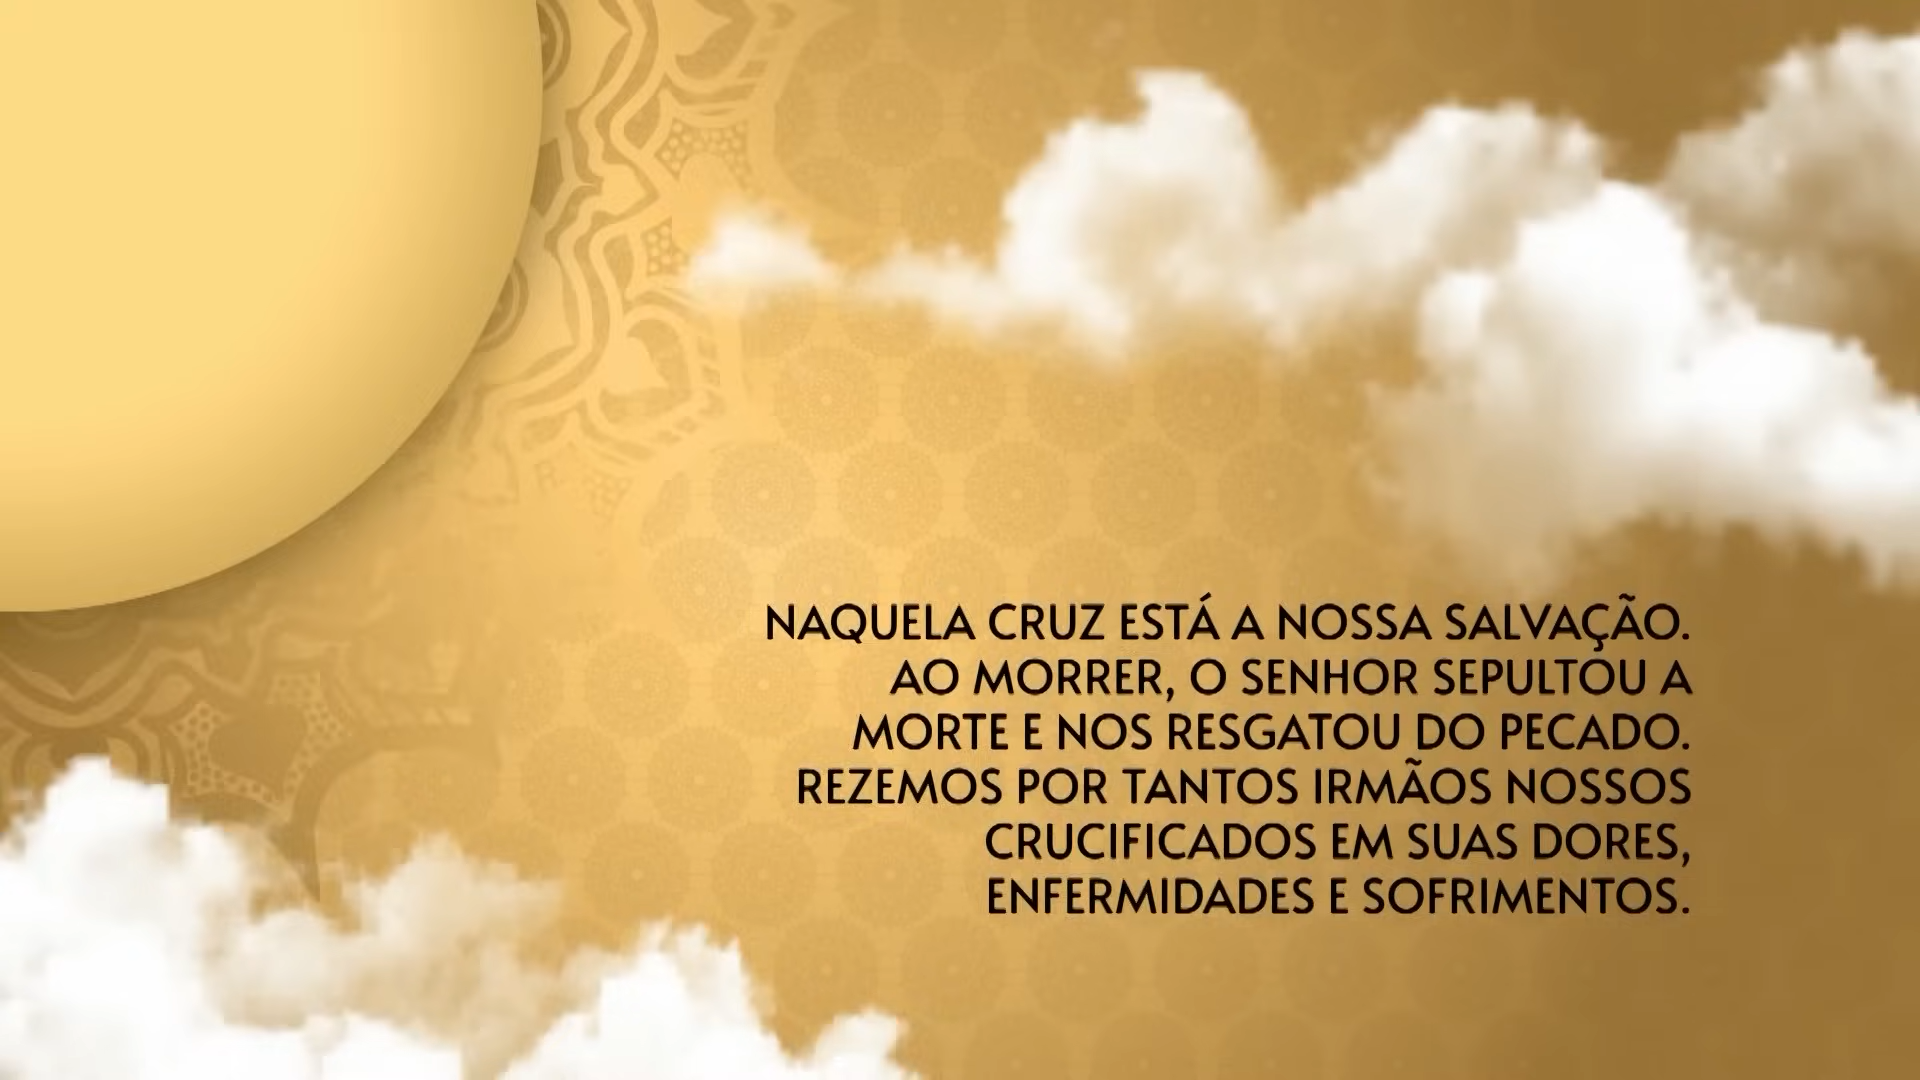 NAQUELA CRUZ ESTÁ A NOSSA SALVAÇÃO.
AO MORRER, O SENHOR SEPULTOU A
MORTE E NOS RESGATOU DO PECADO.
REZEMOS POR TANTOS IRMÃOS NOSSOS
CRUCIFICADOS EM SUAS DORES,
ENFERMIDADES E SOFRIMENTOS.